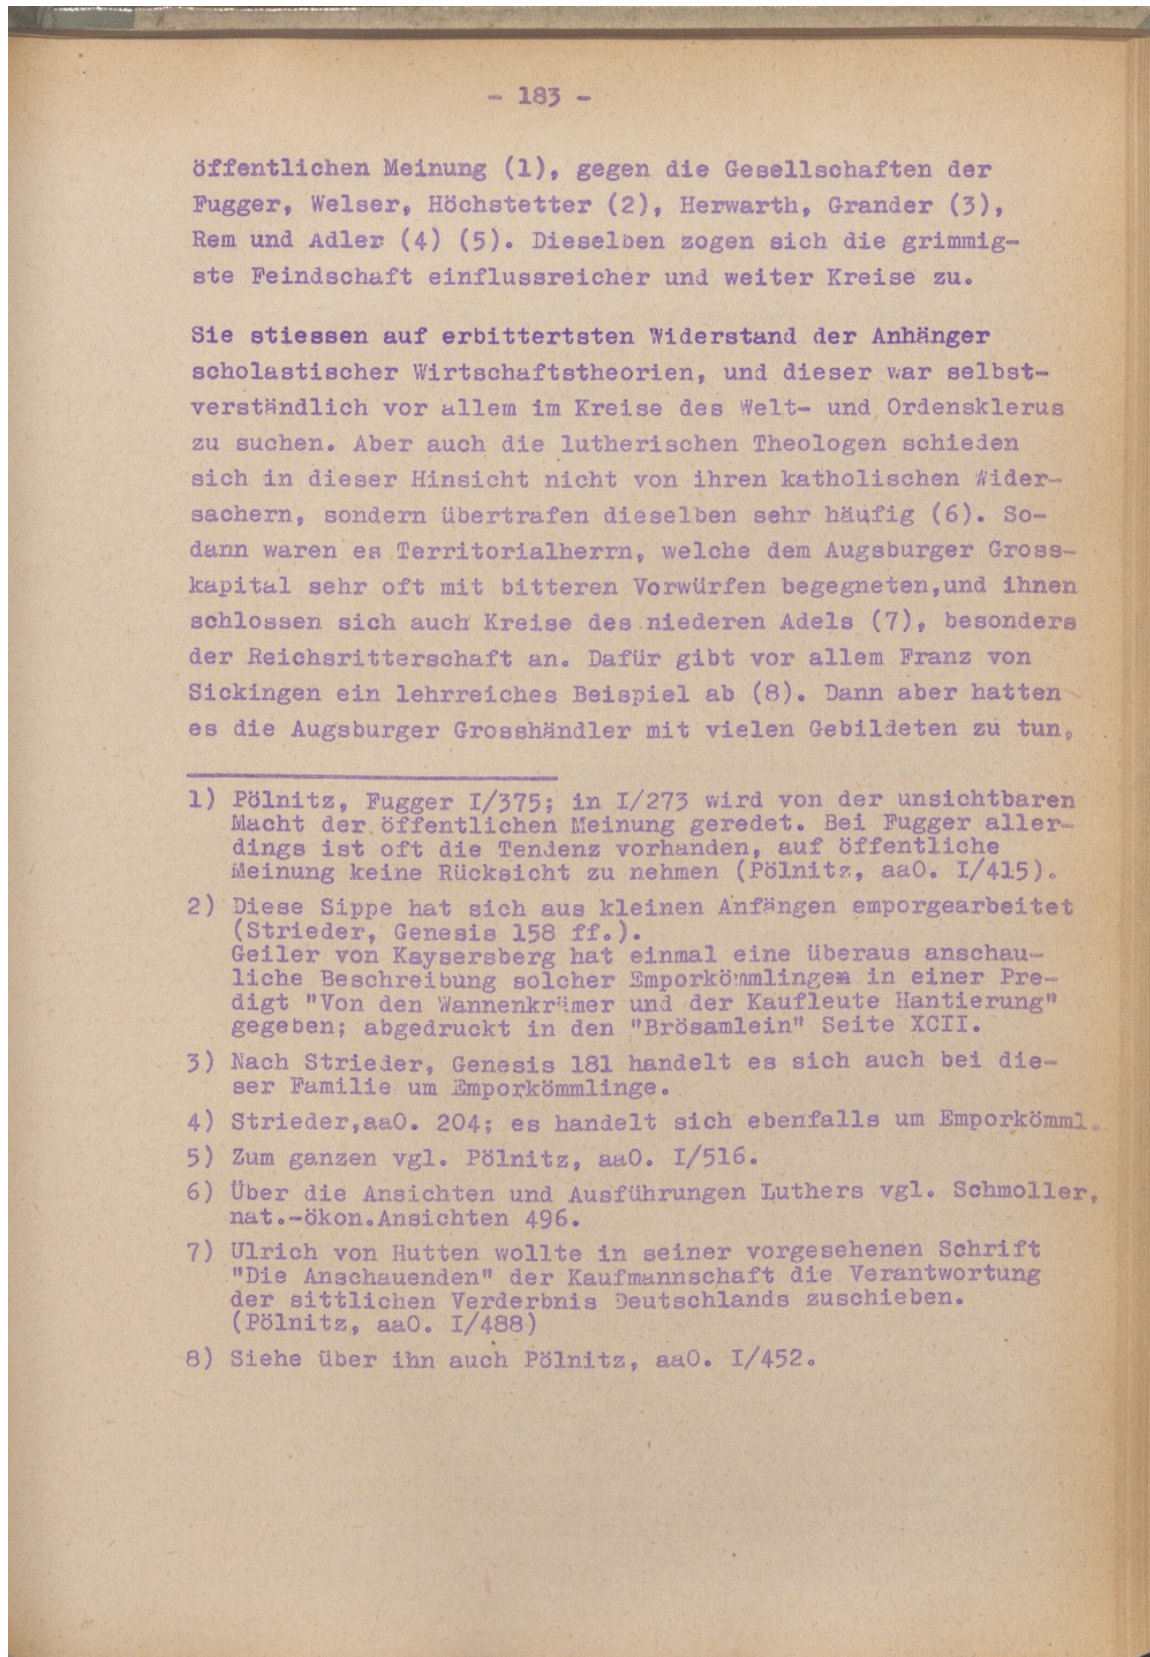 - 183 -
öffentlichen Meinung (1), gegen die Gesellschaften der
Fugger, Welser, Höchstetter (2), Herwarth, Grander (3),
Rem und Adler (4) (5). Dieselben zogen sich die grimmig-
ste Feindschaft einflussreicher und weiter Kreise zu.
Sie stiessen auf erbittertsten Widerstand der Anhänger
scholastischer Wirtschaftstheorien, und dieser war selbst-
verständlich vor allem im Kreise des Welt- und Ordensklerus
zu suchen. Aber auch die lutherischen Theologen schieden
sich in dieser Hinsicht nicht von ihren katholischen Wider-
sachern, sondern übertrafen dieselben sehr häufig (6). So-
dann waren es Territorialherrn, welche dem Augsburger Gross-
kapital sehr oft mit bitteren Vorwürfen begegneten,und ihnen
schlossen sich auch Kreise des niederen Adels (7), besonders
der Reichsritterschaft an. Dafür gibt vor allem Franz von
Sickingen ein lehrreiches Beispiel ab (8). Dann aber hatten
es die Augsburger Grosshändler mit vielen Gebildeten zu tun,
1) Pölnitz, Fugger I/375; in I/273 wird von der unsichtbaren
Macht der öffentlichen Meinung geredet. Bei Fugger aller-
dings ist oft die Tendenz vorhanden, auf öffentliche
Meinung keine Rücksicht zu nehmen (Pölnitz, aaO. I/415).
2) Diese Sippe hat sich aus kleinen Anfängen emporgearbeitet
(Strieder, Genesis 158 ff.).
Geiler von Kaysersberg hat einmal eine überaus anschau-
liche Beschreibung solcher Emporkömmlingen in einer Pre-
digt "Von den Wannenkrämer und der Kaufleute Hantierung"
gegeben; abgedruckt in den "Brösamlein" Seite XCII.
3) Nach Strieder, Genesis 181 handelt es sich auch bei die-
ser Familie um Emporkömmlinge.
4) Strieder,aaO. 204; es handelt sich ebenfalls um Emporkömml.
5) Zum ganzen vgl. Pölnitz, aaO. I/516.
6) Über die Ansichten und Ausführungen Luthers vgl. Schmoller,
nat.-ökon.Ansichten 496.
7) Ulrich von Hutten wollte in seiner vorgesehenen Schrift
"Die Anschauenden" der Kaufmannschaft die Verantwortung
der sittlichen Verderbnis Deutschlands zuschieben.
(Pölnitz, aaO. I/488)
8) Siehe über ihn auch Pölnitz, aaO. I/452.